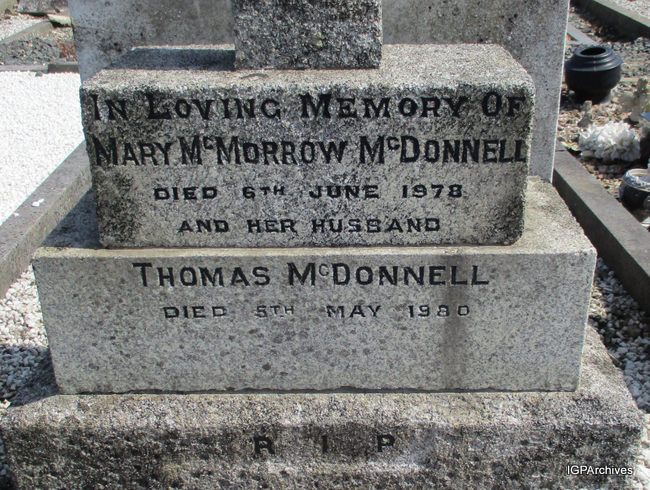 IN LOVING MEMORY OF
MARY McMORROW McDONNELL
DIED 6TH JUNE 1978
AND HER HUSBAND
THOMAS McDONNELL
DIED 5TH MAY 1980
R I P
IGPArchives